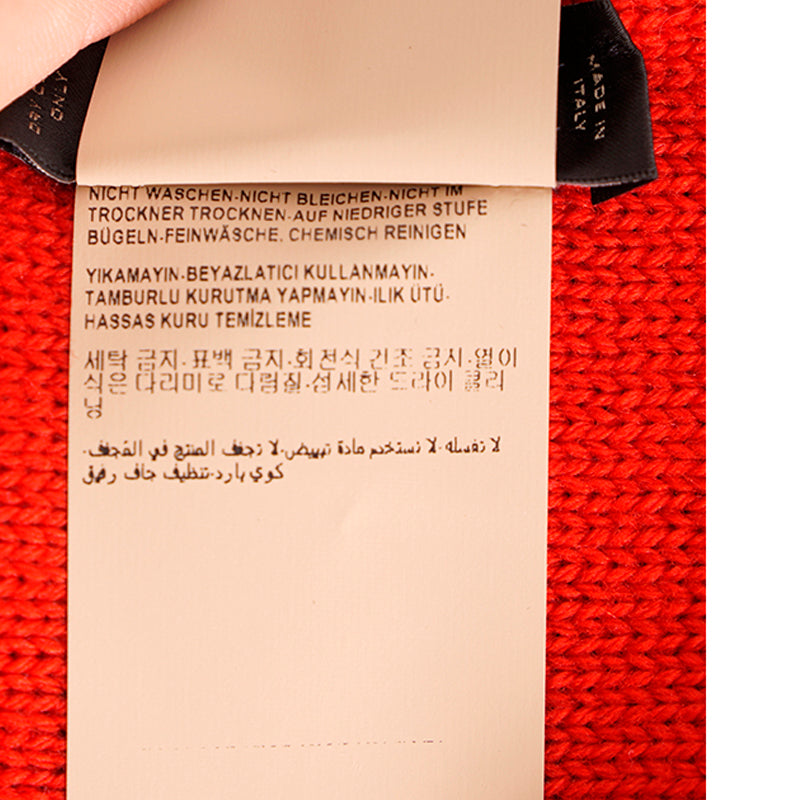 MADE IN
ITALY
NICHT WASCHEN-NICHT BLEICHEN-NICHT IM
TROCKNER TROCKNEN-AUF NIEDRIGER STUFE
BÜGELN-FEINWÄSCHE, CHEMISCH REINIGEN
YIKAMAYIN-BEYAZLATICI KULLANMAYIN-
TAMBURLU KURUTMA YAPMAYIN-ILIK ÜTÜ-
HASSAS KURU TEMİZLEME
세탁 금지-표백 금지-회전식 건조 금지-열이
식은 다리미로 다림질-섬세한 드라이 클리
닝
لا تغسله-لا تستخدم مادة تبييض-لا تجفف المنتج في المجفف-
كوي بارد-تنظيف جاف رقيق